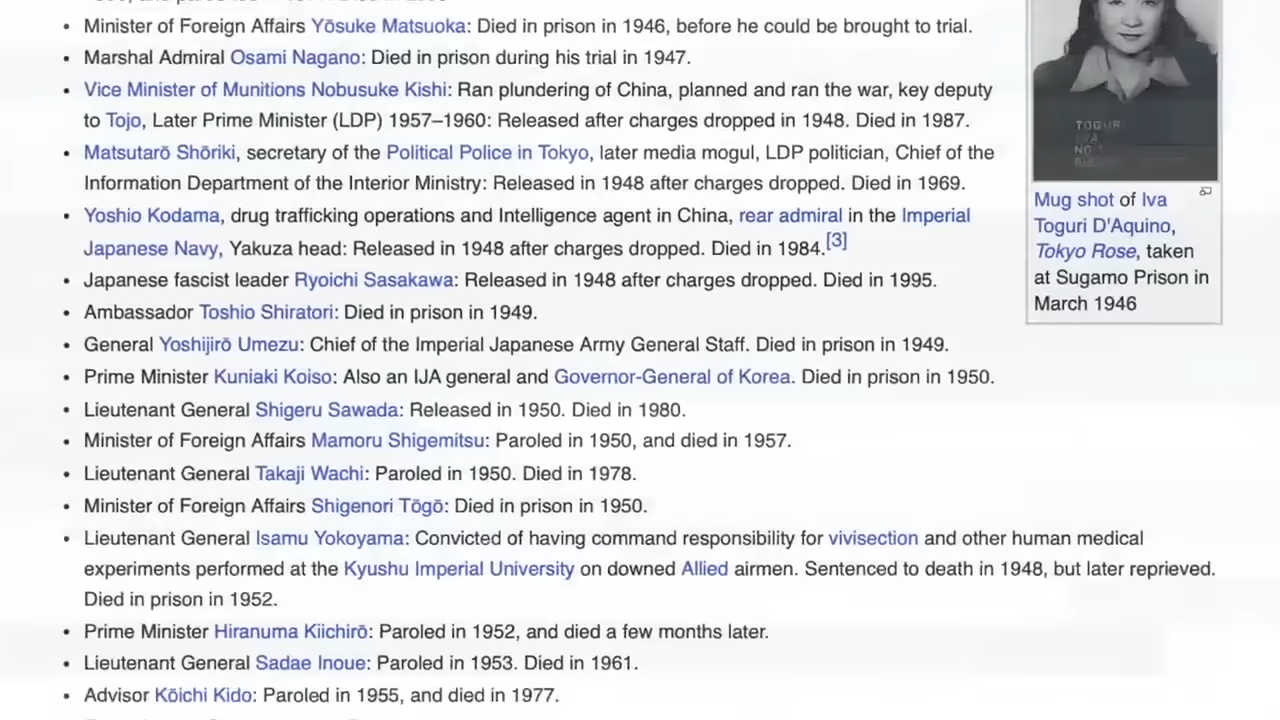 Minister of Foreign Affairs Yōsuke Matsuoka: Died in prison in 1946, before he could be brought to trial.
Marshal Admiral Osami Nagano: Died in prison during his trial in 1947.
Vice Minister of Munitions Nobusuke Kishi: Ran plundering of China, planned and ran the war, key deputy
to Tojo, Later Prime Minister (LDP) 1957–1960: Released after charges dropped in 1948. Died in 1987.
Matsutarō Shōriki, secretary of the Political Police in Tokyo, later media mogul, LDP politician, Chief of the
Information Department of the Interior Ministry: Released in 1948 after charges dropped. Died in 1969.
Yoshio Kodama, drug trafficking operations and Intelligence agent in China, rear admiral in the Imperial
Japanese Navy, Yakuza head: Released in 1948 after charges dropped. Died in 1984.[3]
Japanese fascist leader Ryoichi Sasakawa: Released in 1948 after charges dropped. Died in 1995.
Ambassador Toshio Shiratori: Died in prison in 1949.
General Yoshijirō Umezu: Chief of the Imperial Japanese Army General Staff. Died in prison in 1949.
Prime Minister Kuniaki Koiso: Also an IJA general and Governor-General of Korea. Died in prison in 1950.
Lieutenant General Shigeru Sawada: Released in 1950. Died in 1980.
Minister of Foreign Affairs Mamoru Shigemitsu: Paroled in 1950, and died in 1957.
Lieutenant General Takaji Wachi: Paroled in 1950. Died in 1978.
Minister of Foreign Affairs Shigenori Tōgō: Died in prison in 1950.
Lieutenant General Isamu Yokoyama: Convicted of having command responsibility for vivisection and other human medical
experiments performed at the Kyushu Imperial University on downed Allied airmen. Sentenced to death in 1948, but later reprieved.
Died in prison in 1952.
Prime Minister Hiranuma Kiichirō: Paroled in 1952, and died a few months later.
Lieutenant General Sadae Inoue: Paroled in 1953. Died in 1961.
Advisor Kōichi Kido: Paroled in 1955, and died in 1977.
Mug shot of Iva
Toguri D'Aquino,
Tokyo Rose, taken
at Sugamo Prison in
March 1946